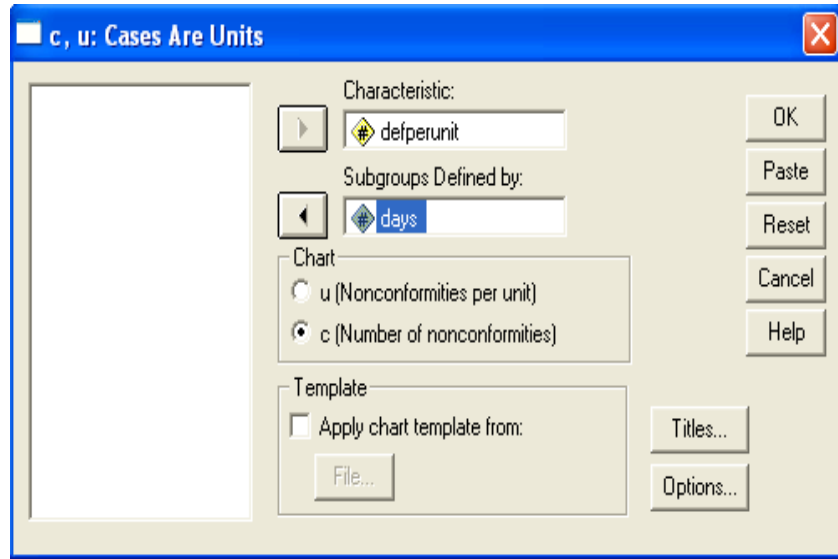 c , u: Cases Are Units
Characteristic:
# defperunit
Subgroups Defined by:
# days
Chart
u (Nonconformities per unit)
c (Number of nonconformities)
Template
Apply chart template from:
File...
OK
Paste
Reset
Cancel
Help
Titles...
Options...